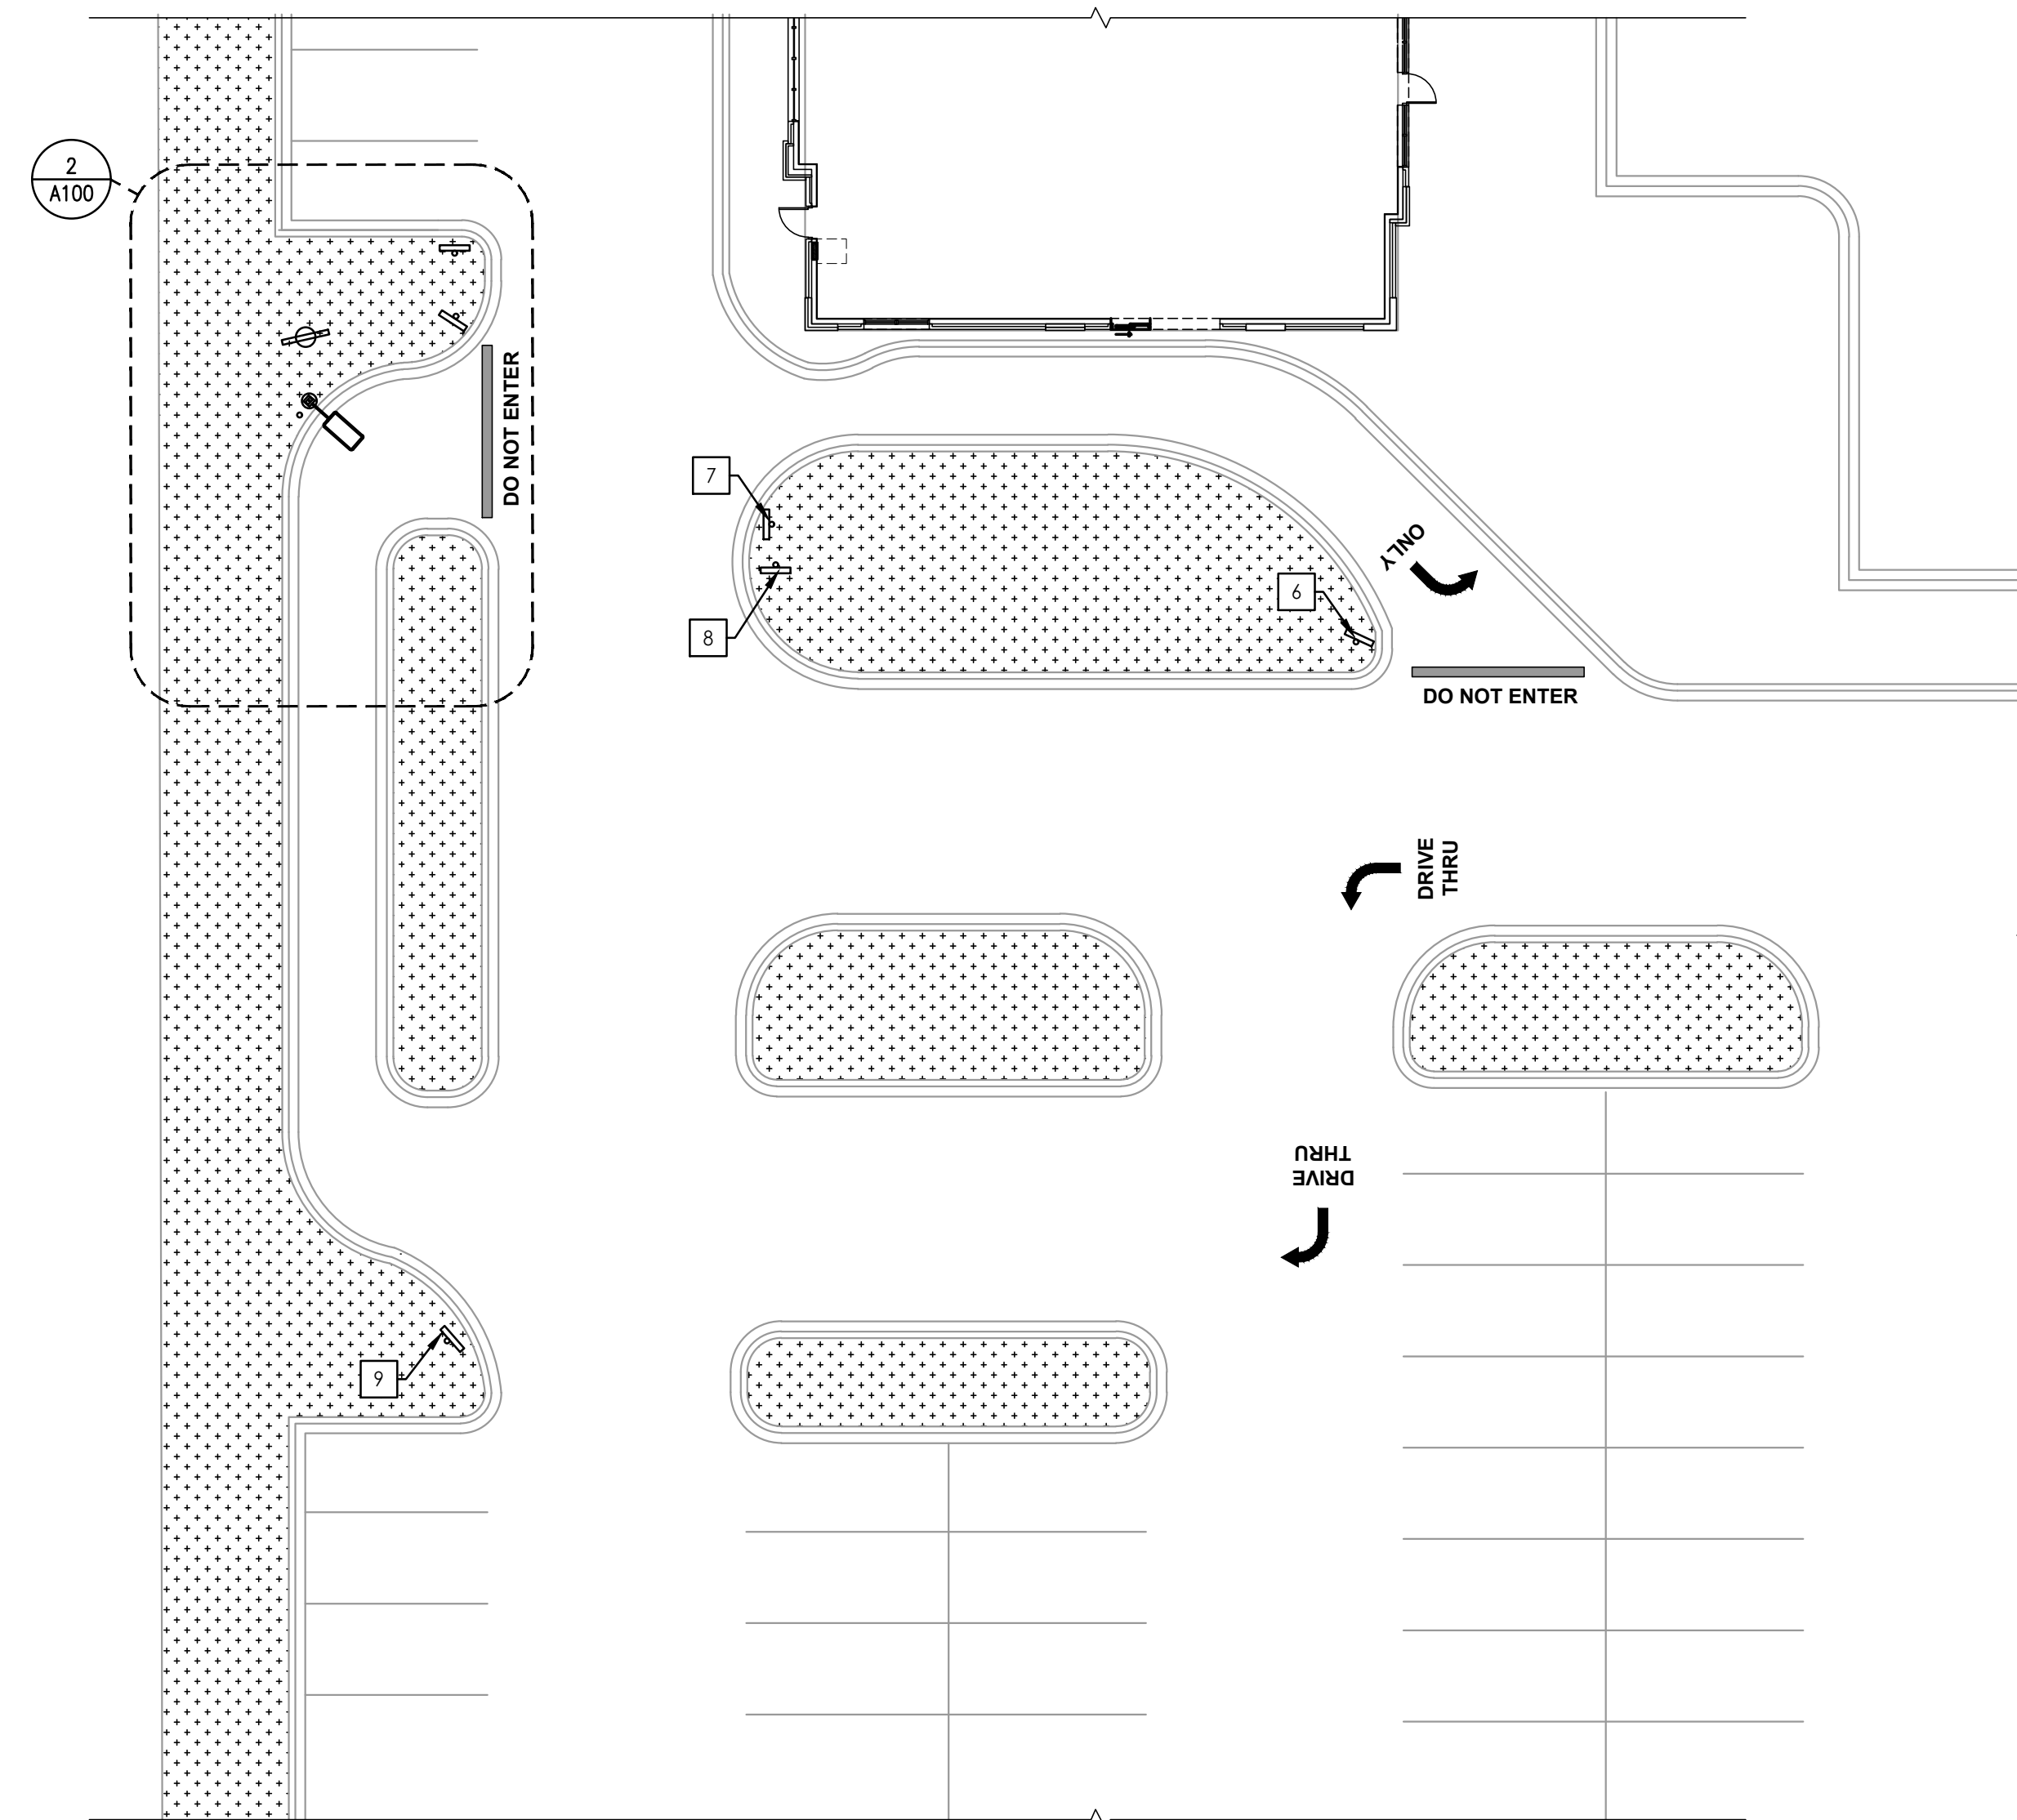 2
A100
DO NOT ENTER
7
8
6
ONLY
DO NOT ENTER
DRIVE
THRU
DRIVE
THRU
9